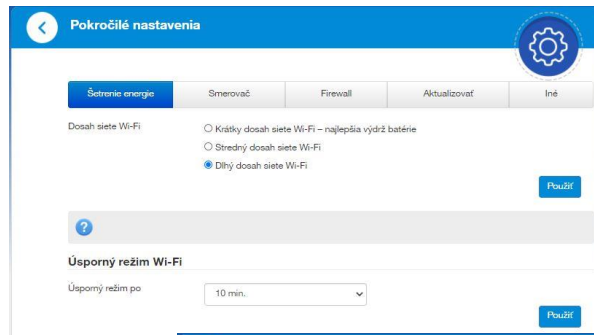 Pokročilé nastavenia
Šetrenie energie Smerovač Firewall Aktualizovať Iné
Dosah siete Wi-Fi
Krátky dosah siete Wi-Fi – najlepšia výdrž batérie
Stredný dosah siete Wi-Fi
Dlhý dosah siete Wi-Fi
Použiť
?
Úsporný režim Wi-Fi
Úsporný režim po 10 min.
Použiť